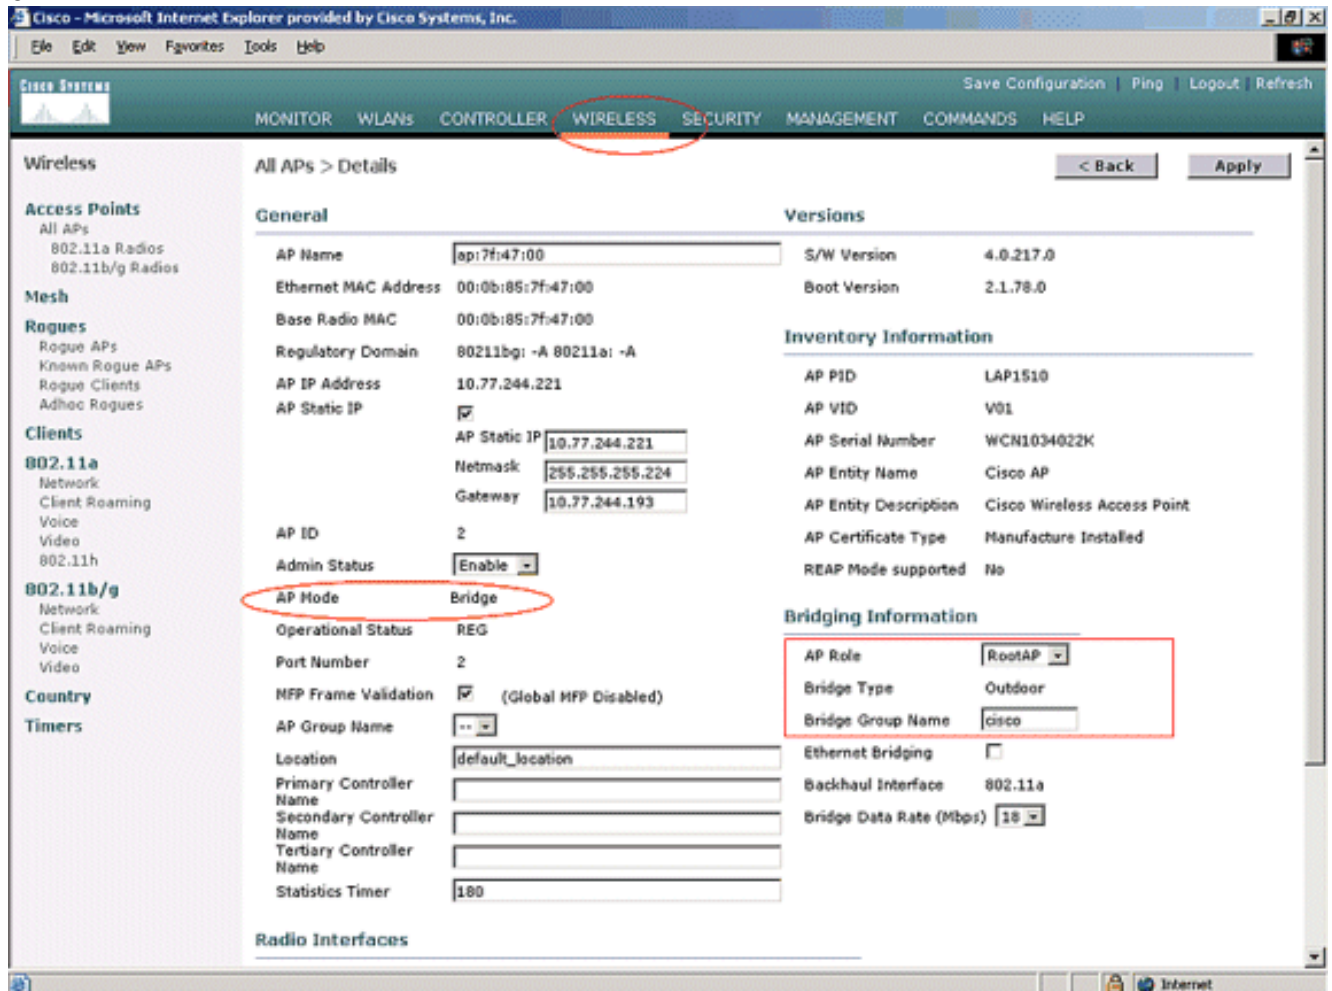 Cisco - Microsoft Internet Explorer provided by Cisco Systems, Inc.
File Edit View Favorites Tools Help
Cisco Systems
Save Configuration | Ping | Logout | Refresh
MONITOR WLANs CONTROLLER WIRELESS SECURITY MANAGEMENT COMMANDS HELP
Wireless
Access Points
All APs
802.11a Radios
802.11b/g Radios
Mesh
Rogues
Rogue APs
Known Rogue APs
Rogue Clients
Adhoc Rogues
Clients
802.11a
Network
Client Roaming
Voice
Video
802.11h
802.11b/g
Network
Client Roaming
Voice
Video
Country
Timers
All APs > Details
< Back Apply
General
AP Name ap:7f:47:00
Ethernet MAC Address 00:0b:85:7f:47:00
Base Radio MAC 00:0b:85:7f:47:00
Regulatory Domain 80211bg: -A 80211a: -A
AP IP Address 10.77.244.221
AP Static IP
AP Static IP 10.77.244.221
Netmask 255.255.255.224
Gateway 10.77.244.193
AP ID 2
Admin Status Enable
AP Mode Bridge
Operational Status REG
Port Number 2
MFP Frame Validation (Global MFP Disabled)
AP Group Name --
Location default_location
Primary Controller
Name
Secondary Controller
Name
Tertiary Controller
Name
Statistics Timer 180
Radio Interfaces
Versions
S/W Version 4.0.217.0
Boot Version 2.1.78.0
Inventory Information
AP PID LAP1510
AP VID V01
AP Serial Number WCN1034022K
AP Entity Name Cisco AP
AP Entity Description Cisco Wireless Access Point
AP Certificate Type Manufacture Installed
REAP Mode supported No
Bridging Information
AP Role RootAP
Bridge Type Outdoor
Bridge Group Name cisco
Ethernet Bridging
Backhaul Interface 802.11a
Bridge Data Rate (Mbps) 18
Internet